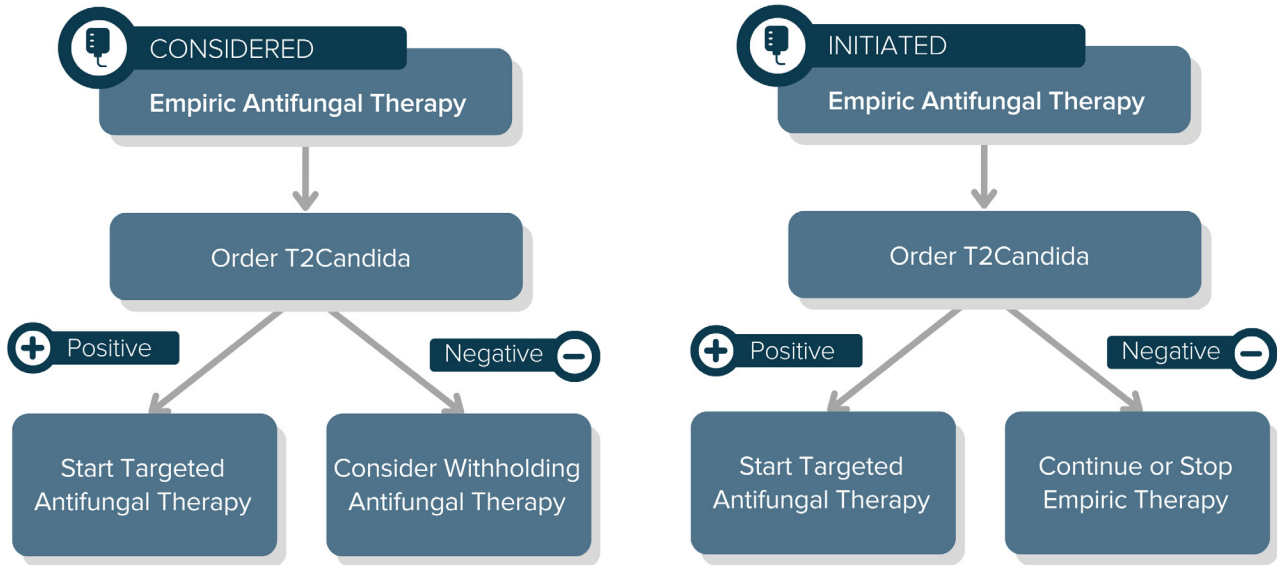 CONSIDERED
Empiric Antifungal Therapy
Order T2Candida
Positive
Negative
Start Targeted
Antifungal Therapy
Consider Withholding
Antifungal Therapy
INITIATED
Empiric Antifungal Therapy
Order T2Candida
Positive
Negative
Start Targeted
Antifungal Therapy
Continue or Stop
Empiric Therapy